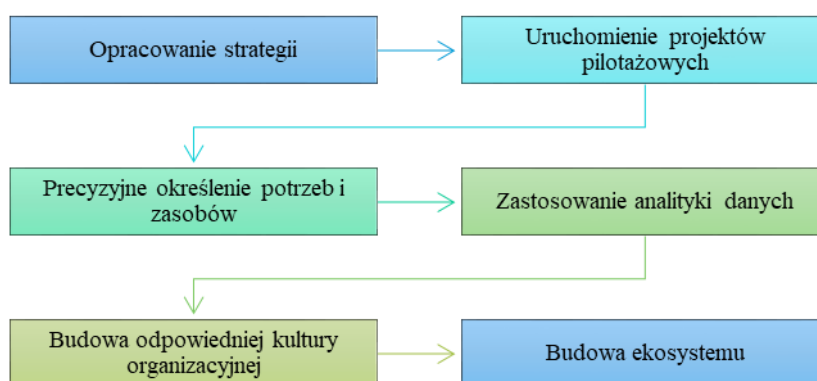 Opracowanie strategii
Uruchomienie projektów
pilotażowych
Precyzyjne określenie potrzeb i
zasobów
Zastosowanie analityki danych
Budowa odpowiedniej kultury
organizacyjnej
Budowa ekosystemu